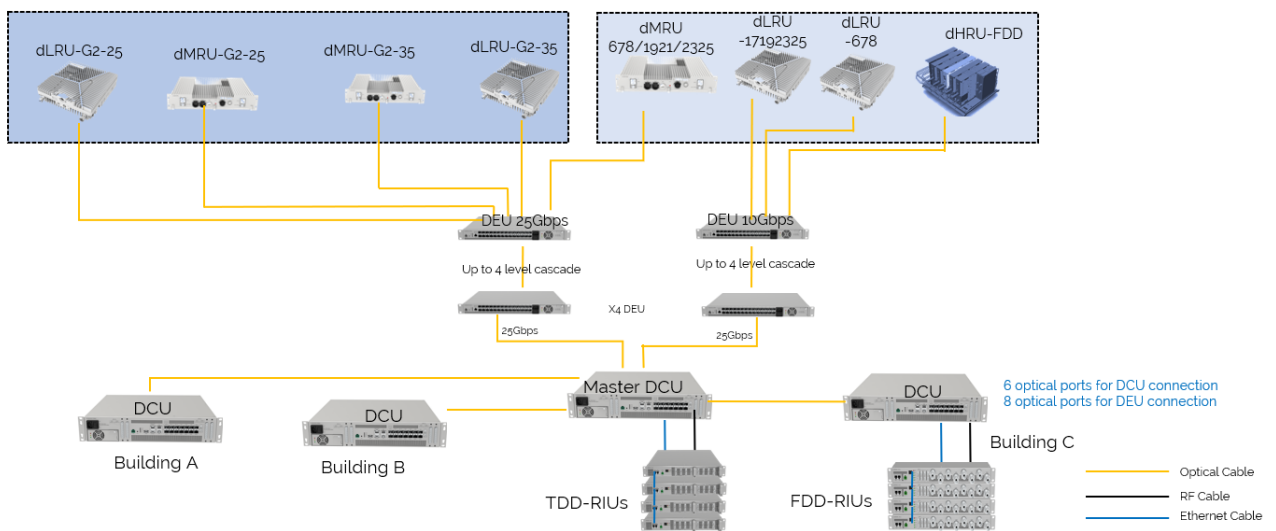 dLRU-G2-25
dMRU-G2-25
dMRU-G2-35
dLRU-G2-35
dMRU
678/1921/2325
dLRU
-17192325
dLRU
-678
dHRU-FDD
DEU 25Gbps
DEU 10Gbps
Up to 4 level cascade
Up to 4 level cascade
X4 DEU
25Gbps
25Gbps
Master DCU
DCU
DCU
DCU
6 optical ports for DCU connection
8 optical ports for DEU connection
Building A
Building B
Building C
TDD-RIUs
FDD-RIUs
Optical Cable
RF Cable
Ethernet Cable